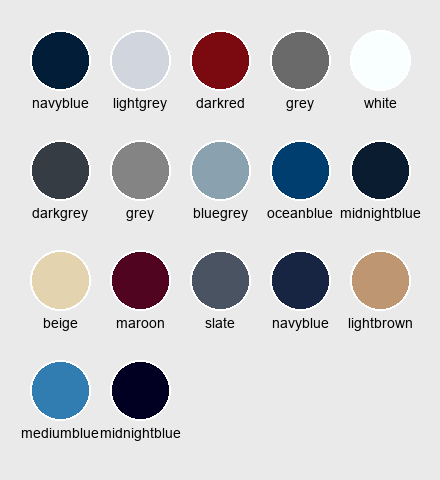 navyblue lightgrey darkred grey white
darkgrey grey bluegrey oceanblue midnightblue
beige maroon slate navyblue lightbrown
mediumblue midnightblue